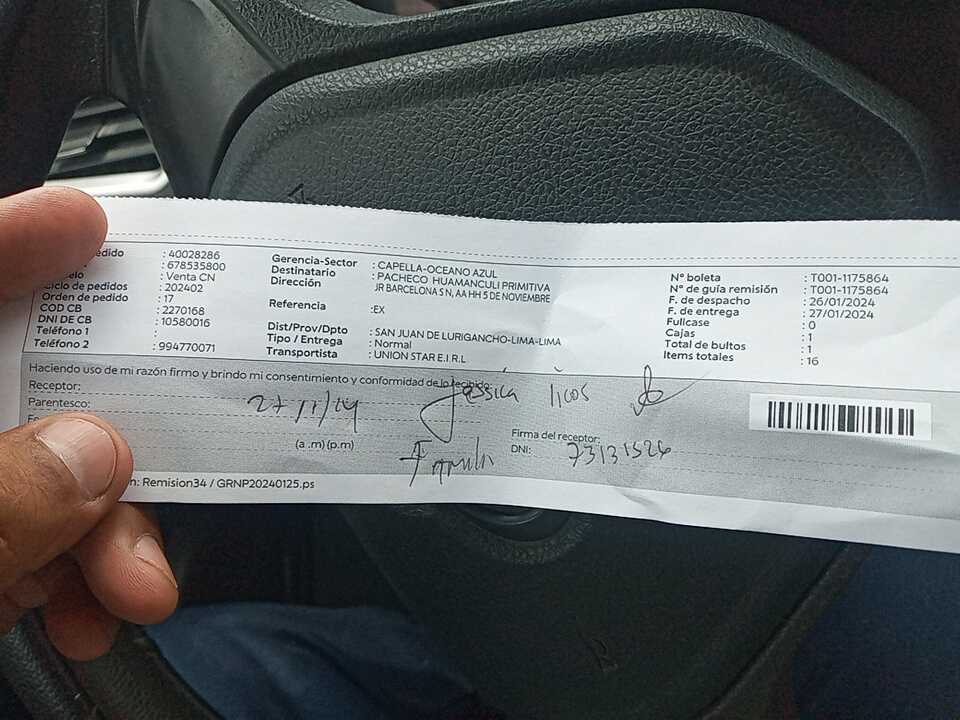 edido : 40028286
: 678535800
elo : Venta CN
Ciclo de pedidos : 202402
Orden de pedido : 17
COD CB : 2270168
DNI DE CB : 10580016
Teléfono 1 :
Teléfono 2 : 994770071
Gerencia-Sector : CAPELLA-OCEANO AZUL
Destinatario : PACHECO HUAMANCULI PRIMITIVA
Dirección JR BARCELONA S N, AA HH 5 DE NOVIEMBRE
Referencia :EX
Dist/Prov/Dpto : SAN JUAN DE LURIGANCHO-LIMA-LIMA
Tipo / Entrega : Normal
Transportista : UNION STAR E.I R.L
N° boleta : T001-1175864
N° de guía remisión : T001-1175864
F. de despacho : 26/01/2024
F. de entrega : 27/01/2024
Fullcase : 0
Cajas : 1
Total de bultos : 1
Items totales : 16
Haciendo uso de mi razón firmo y brindo mi consentimiento y conformidad de lo recibido:
Receptor: Jessica
Parentesco:
27/1/24
(a .m) (p.m)
Firma del receptor:
DNI: 73131526
n: Remision34 / GRNP20240125.ps